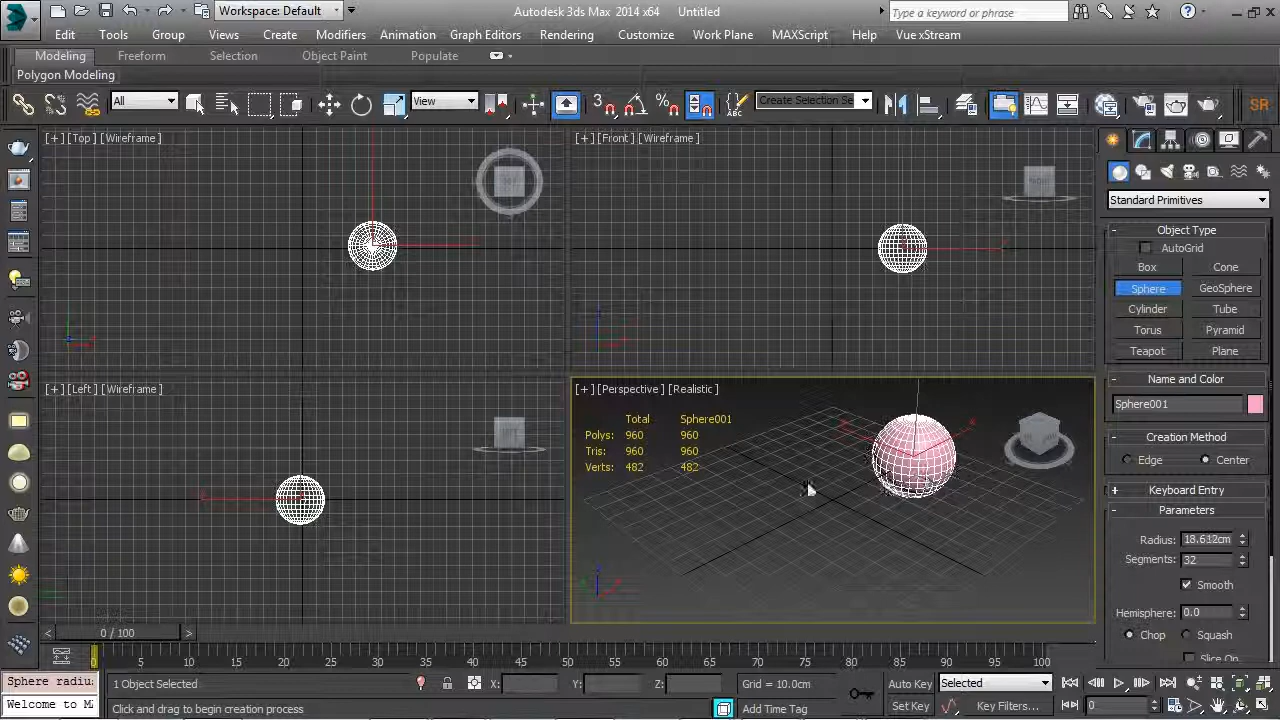 Workspace: Default
Autodesk 3ds Max  2014 x64    Untitled
Type a keyword or phrase
Edit Tools Group Views Create Modifiers Animation Graph Editors Rendering Customize Work Plane MAXScript Help Vue xStream
Modeling Freeform Selection Object Paint Populate
Polygon Modeling
All View 3 % ABC Create Selection Se SR
[+] [Top] [Wireframe] [+] [Front] [Wireframe]
Standard Primitives
Object Type
AutoGrid
Box Cone
Sphere GeoSphere
Cylinder Tube
Torus Pyramid
Teapot Plane
[+] [Left] [Wireframe] [+] [Perspective] [Realistic]
Total Sphere001
Polys: 960 960
Tris: 960 960
Verts: 482 482
Name and Color
Sphere001
Creation Method
Edge Center
Keyboard Entry
Parameters
Radius: 18.612cm
Segments: 32
Smooth
Hemisphere: 0.0
Chop Squash
Slice On
< 0 / 100 >
0 5 10 15 20 25 30 35 40 45 50 55 60 65 70 75 80 85 90 95 100
Sphere radiu:
Welcome to M
1 Object Selected X: Y: Z: Grid = 10.0cm Auto Key Selected
Click and drag to begin creation process Add Time Tag Set Key Key Filters... 0